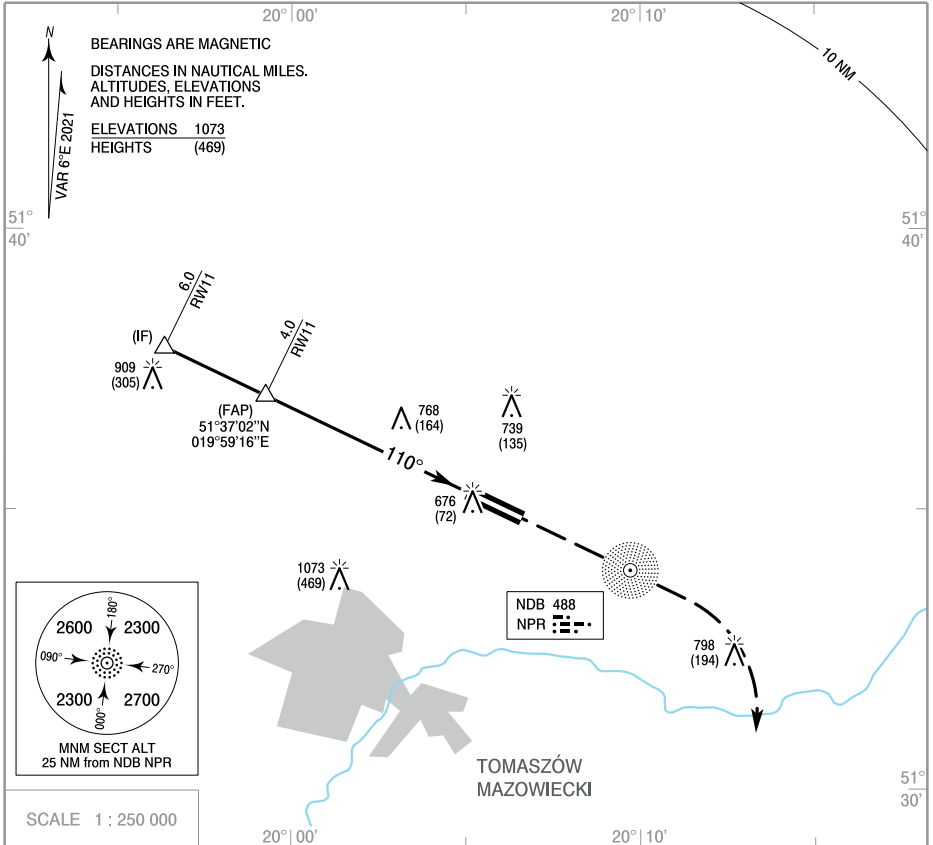 20° 00'
20° 10'
N
VAR 6°E 2021
BEARINGS ARE MAGNETIC
DISTANCES IN NAUTICAL MILES.
ALTITUDES, ELEVATIONS
AND HEIGHTS IN FEET.
ELEVATIONS 1073
HEIGHTS (469)
10 NM
51°
40'
51°
40'
6.0
RW11
(IF)
909
(305)
4.0
RW11
(FAP)
51°37'02''N
019°59'16''E
768
(164)
739
(135)
110°
676
(72)
1073
(469)
NDB 488
NPR
798
(194)
2600
2300
180°
090°
270°
2300
2700
000°
MNM SECT ALT
25 NM from NDB NPR
TOMASZÓW
MAZOWIECKI
51°
30'
SCALE 1 : 250 000
20° 00'
20° 10'